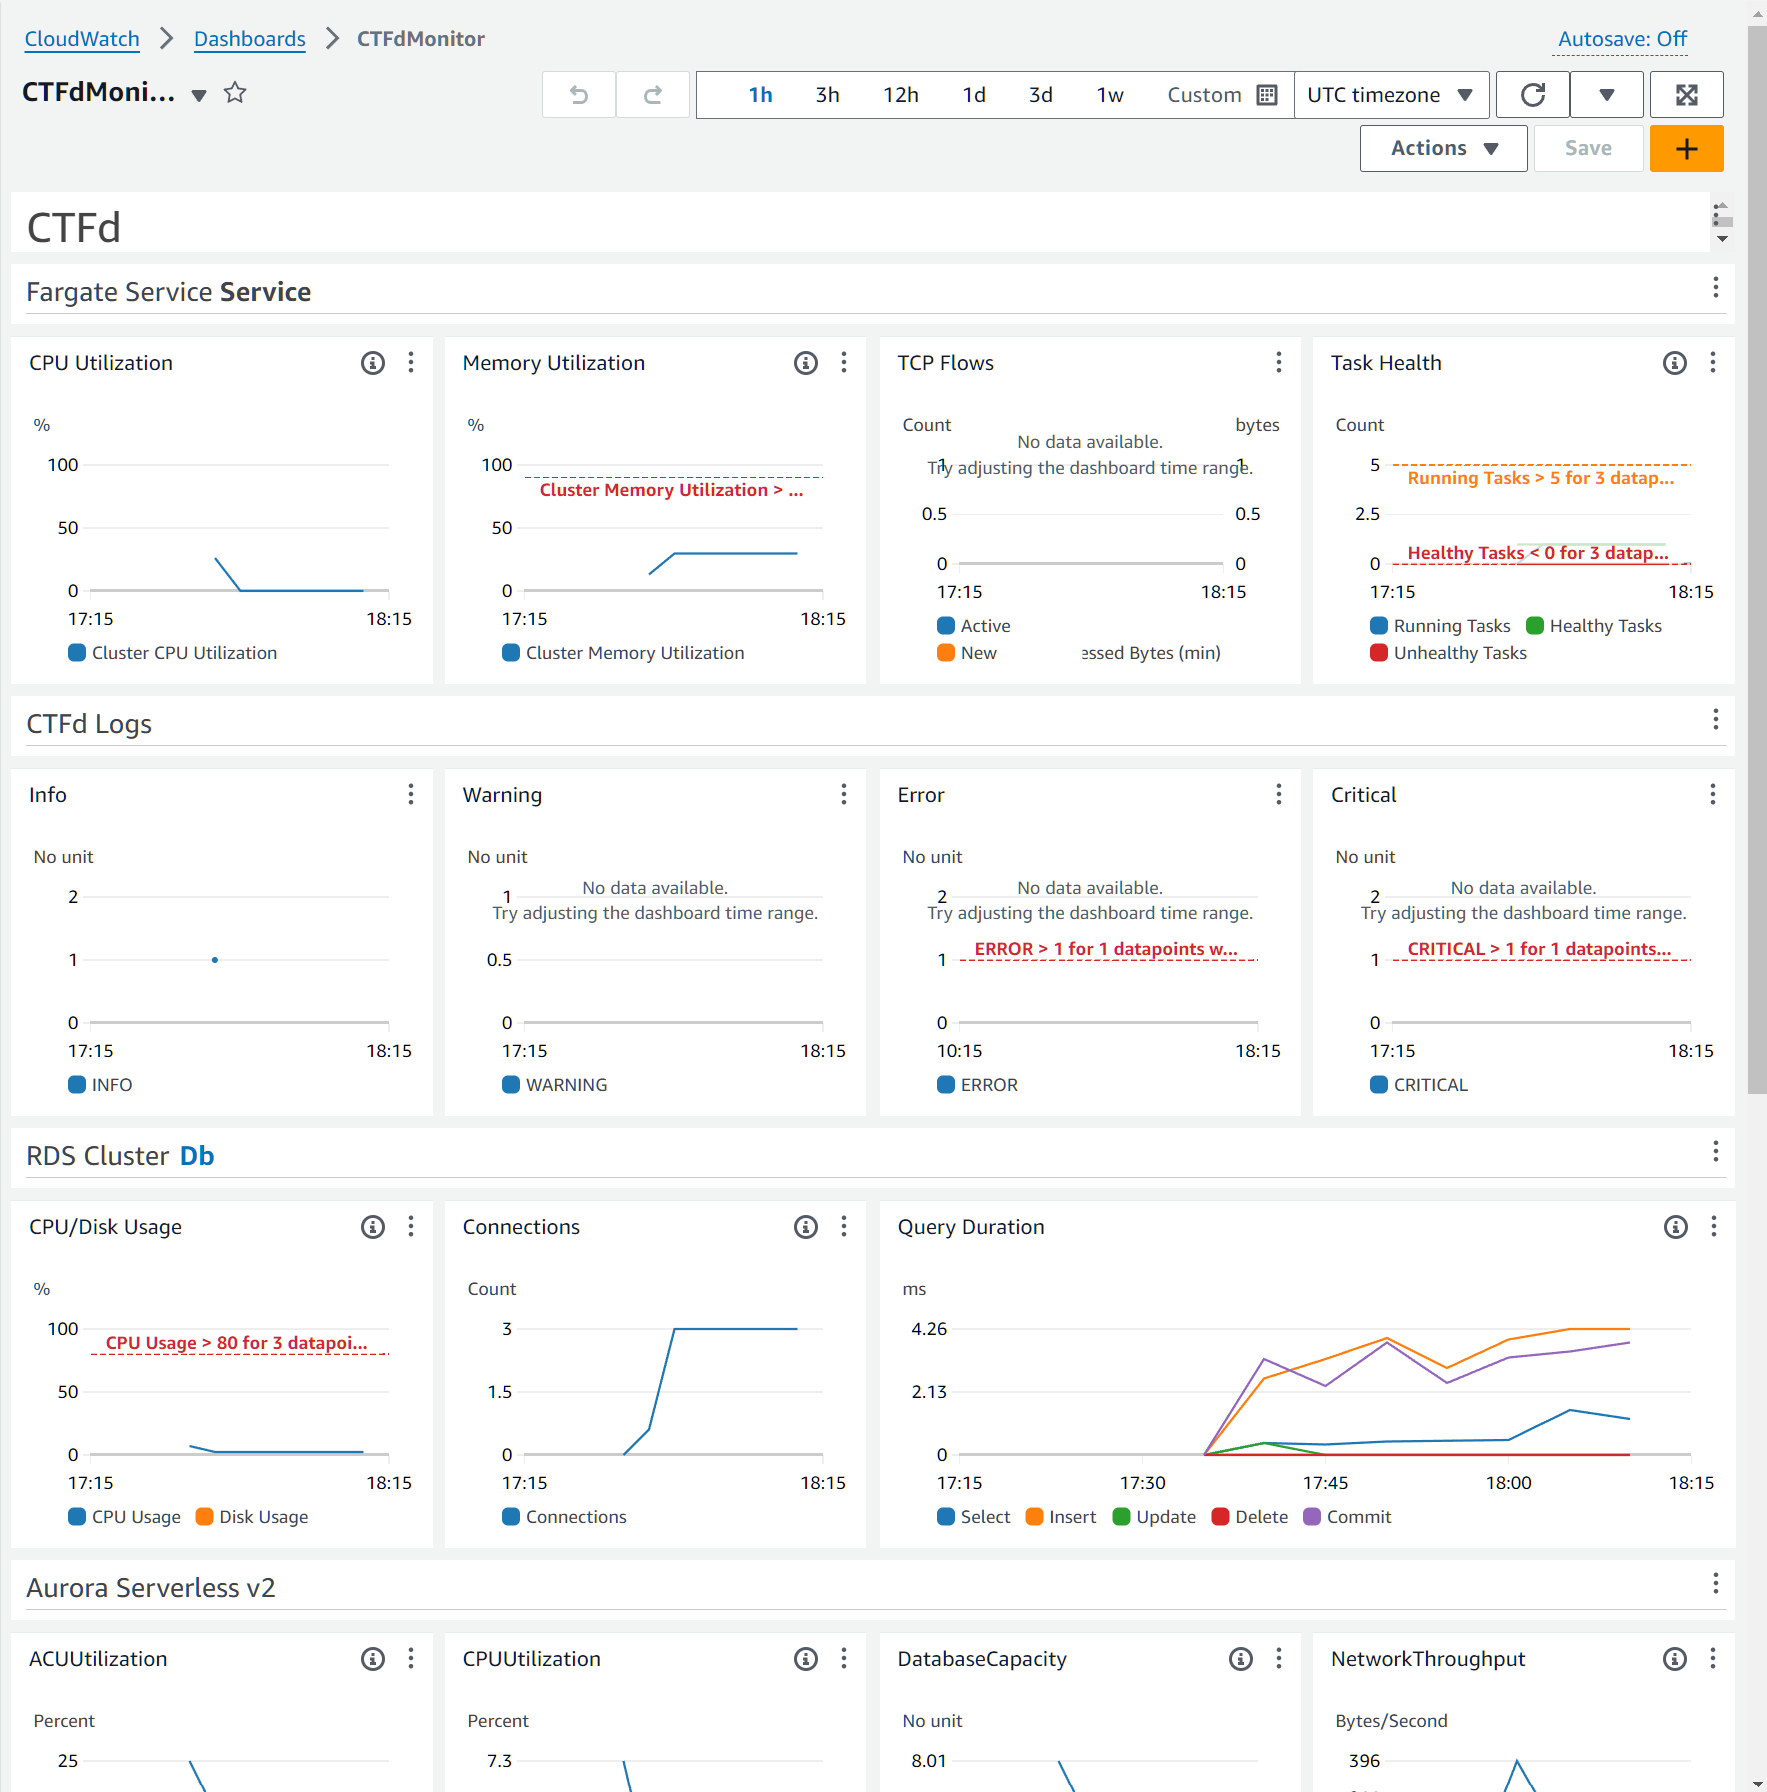 CloudWatch > Dashboards > CTFdMonitor
Autosave: Off
CTFdMoni...
1h 3h 12h 1d 3d 1w Custom UTC timezone
Actions Save +
CTFd
Fargate Service Service
CPU Utilization
%
100
50
0
17:15 18:15
Cluster CPU Utilization
Memory Utilization
%
100
Cluster Memory Utilization > ...
50
0
17:15 18:15
Cluster Memory Utilization
TCP Flows
Count bytes
No data available.
1 1
Try adjusting the dashboard time range.
0.5 0.5
0 0
17:15 18:15
Active
New essed Bytes (min)
Task Health
Count
5
Running Tasks > 5 for 3 datap...
2.5
Healthy Tasks < 0 for 3 datap...
0
17:15 18:15
Running Tasks Healthy Tasks
Unhealthy Tasks
CTFd Logs
Info
No unit
2
1
0
17:15 18:15
INFO
Warning
No unit
No data available.
1
Try adjusting the dashboard time range.
0.5
0
17:15 18:15
WARNING
Error
No unit
No data available.
2
Try adjusting the dashboard time range.
ERROR > 1 for 1 datapoints w...
1
0
10:15 18:15
ERROR
Critical
No unit
No data available.
2
Try adjusting the dashboard time range.
CRITICAL > 1 for 1 datapoints...
1
0
17:15 18:15
CRITICAL
RDS Cluster Db
CPU/Disk Usage
%
100
CPU Usage > 80 for 3 datapoi...
50
0
17:15 18:15
CPU Usage Disk Usage
Connections
Count
3
1.5
0
17:15 18:15
Connections
Query Duration
ms
4.26
2.13
0
17:15 17:30 17:45 18:00 18:15
Select Insert Update Delete Commit
Aurora Serverless v2
ACUUtilization
Percent
25
CPUUtilization
Percent
7.3
DatabaseCapacity
No unit
8.01
NetworkThroughput
Bytes/Second
396